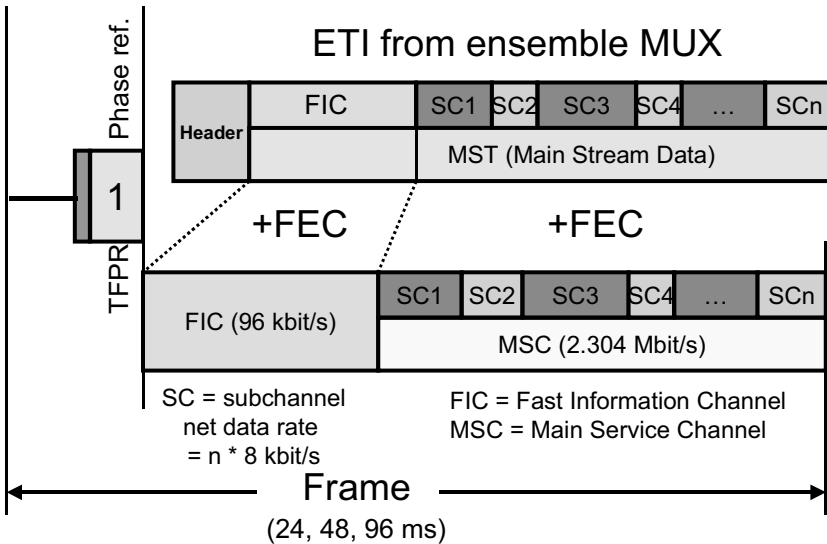 ETI from ensemble MUX
Phase ref.
Header
FIC
SC1 SC2 SC3 SC4 … SCn
MST (Main Stream Data)
1
+FEC
+FEC
TFPR
FIC (96 kbit/s)
SC1 SC2 SC3 SC4 … SCn
MSC (2.304 Mbit/s)
SC = subchannel
net data rate
= n * 8 kbit/s
FIC = Fast Information Channel
MSC = Main Service Channel
Frame
(24, 48, 96 ms)